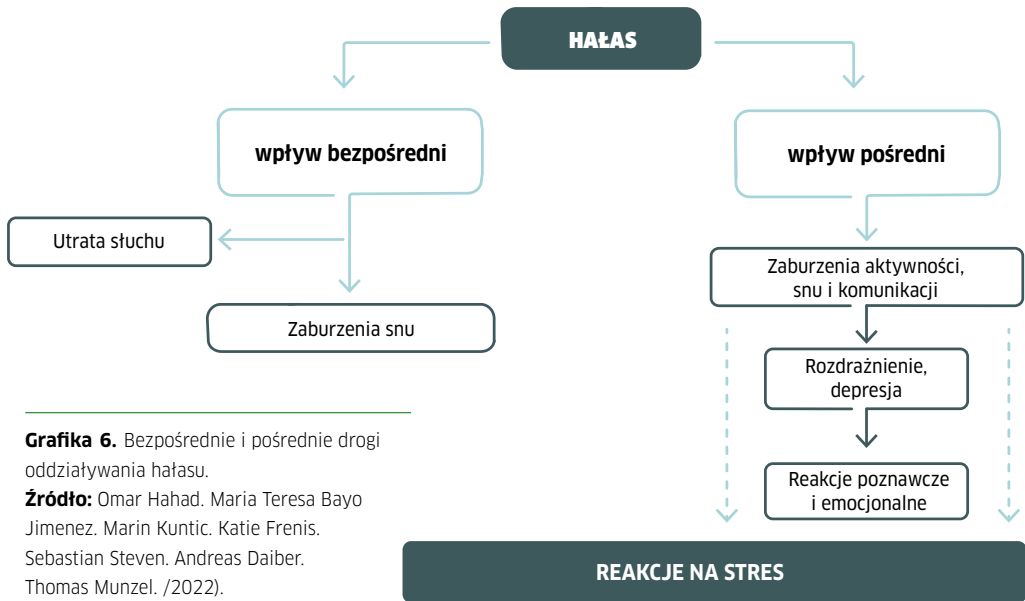 HAŁAS
wpływ bezpośredni
wpływ pośredni
Utrata słuchu
Zaburzenia snu
Zaburzenia aktywności,
snu i komunikacji
Rozdrażnienie,
depresja
Reakcje poznawcze
i emocjonalne
REAKCJE NA STRES
Grafika 6. Bezpośrednie i pośrednie drogi
oddziaływania hałasu.
Źródło: Omar Hahad. Maria Teresa Bayo
Jimenez. Marin Kuntic. Katie Frenis.
Sebastian Steven. Andreas Daiber.
Thomas Munzel. /2022).